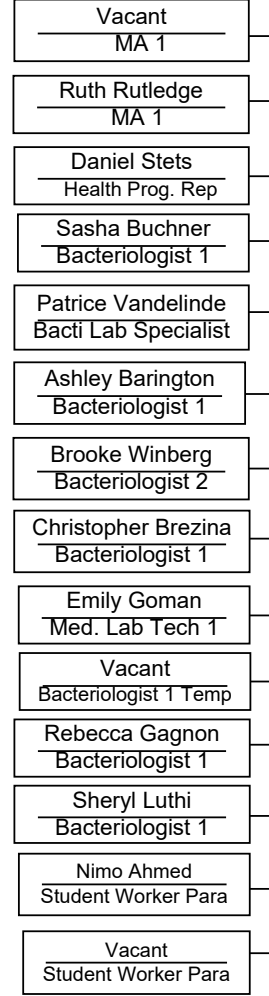 Vacant
MA 1
Ruth Rutledge
MA 1
Daniel Stets
Health Prog. Rep
Sasha Buchner
Bacteriologist 1
Patrice Vandelinde
Bacti Lab Specialist
Ashley Barington
Bacteriologist 1
Brooke Winberg
Bacteriologist 2
Christopher Brezina
Bacteriologist 1
Emily Goman
Med. Lab Tech 1
Vacant
Bacteriologist 1 Temp
Rebecca Gagnon
Bacteriologist 1
Sheryl Luthi
Bacteriologist 1
Nimo Ahmed
Student Worker Para
Vacant
Student Worker Para